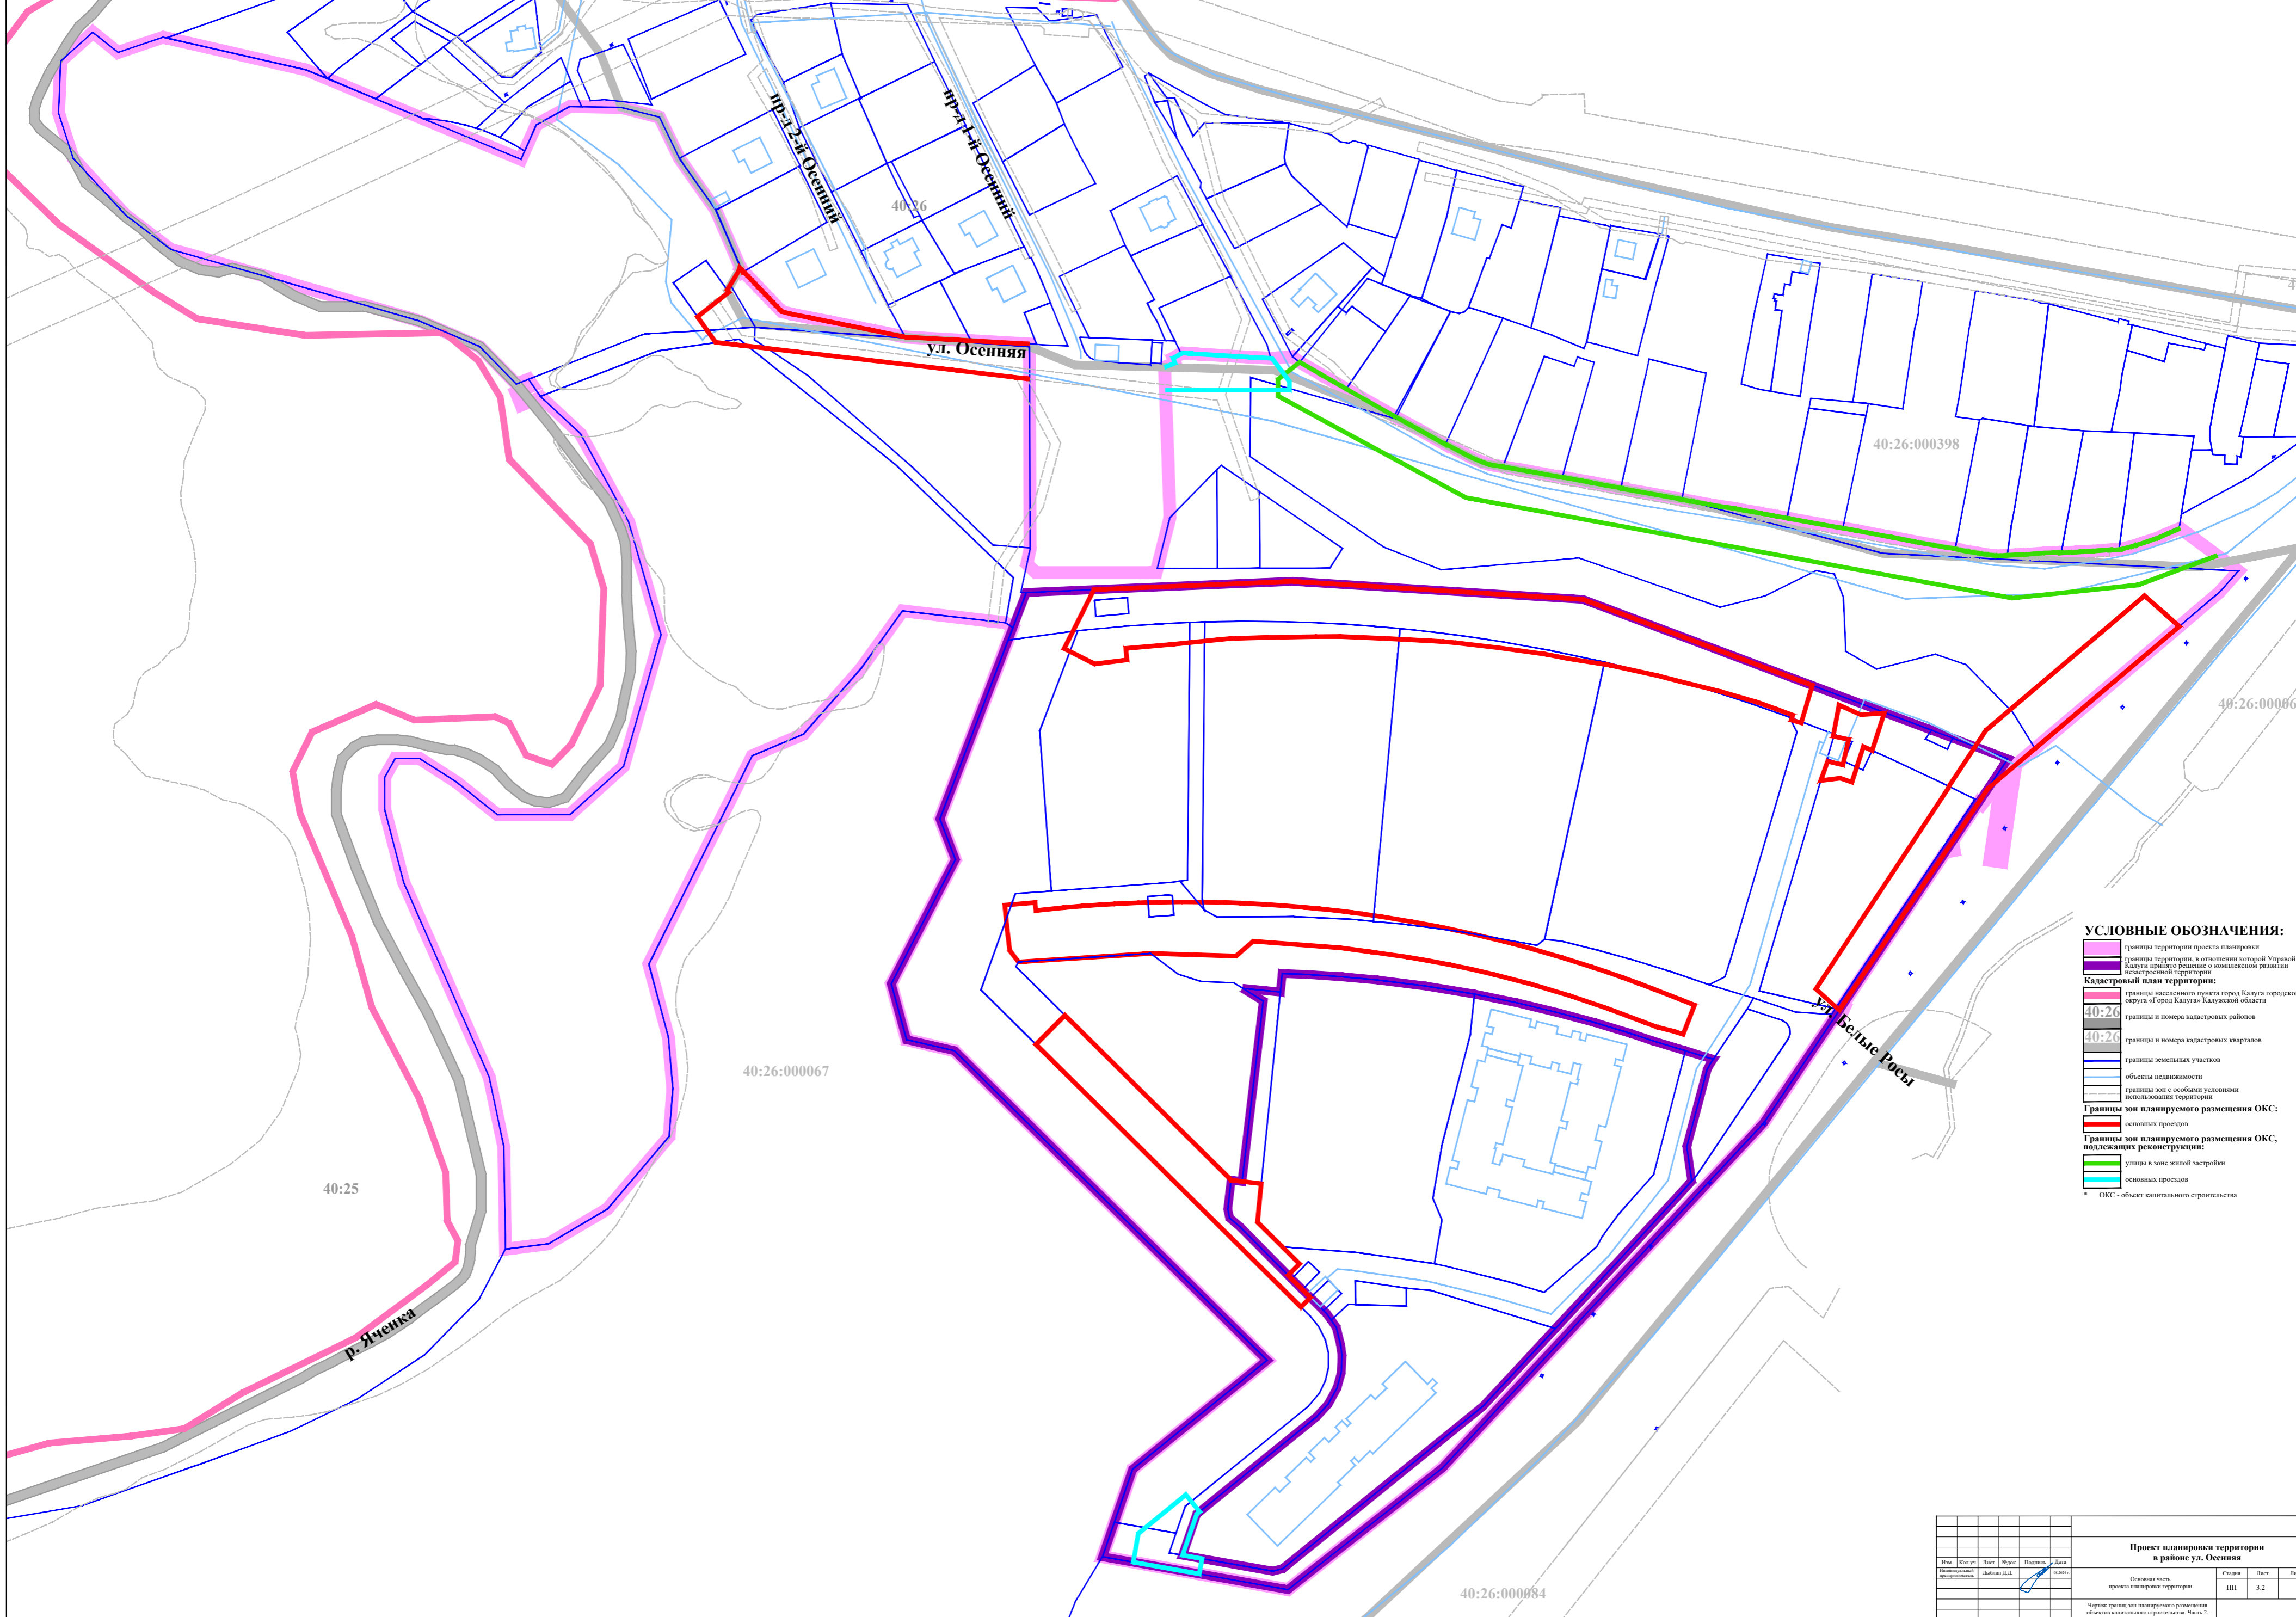 пр-д 2-й Осенний
пр-д 1-й Осенний
40:26
ул. Осенняя
40:26:000398
40:26:00006
40:26:000067
ул. Белые Росы
40:25
р. Яченка
40:26:000084
УСЛОВНЫЕ ОБОЗНАЧЕНИЯ:
границы территории проекта планировки
границы территории, в отношении которой Управой
Калуги принято решение о комплексном развитии
незастроенной территории
Кадастровый план территории:
границы населенного пункта город Калуга городско
округа «Город Калуга» Калужской области
40:26
границы и номера кадастровых районов
40:26
границы и номера кадастровых кварталов
границы земельных участков
объекты недвижимости
границы зон с особыми условиями
использования территории
Границы зон планируемого размещения ОКС:
основных проездов
Границы зон планируемого размещения ОКС,
подлежащих реконструкции:
улицы в зоне жилой застройки
основных проездов
* ОКС - объект капитального строительства
Проект планировки территории
в районе ул. Осенняя
Изм. Кол.уч. Лист №док Подпись Дата
Индивидуальный
предприниматель
Основная часть
проекта планировки территории
Стадия Лист
ПП 3.2
Чертеж границ зон планируемого размещения
объектов капитального строительства. Часть 2.